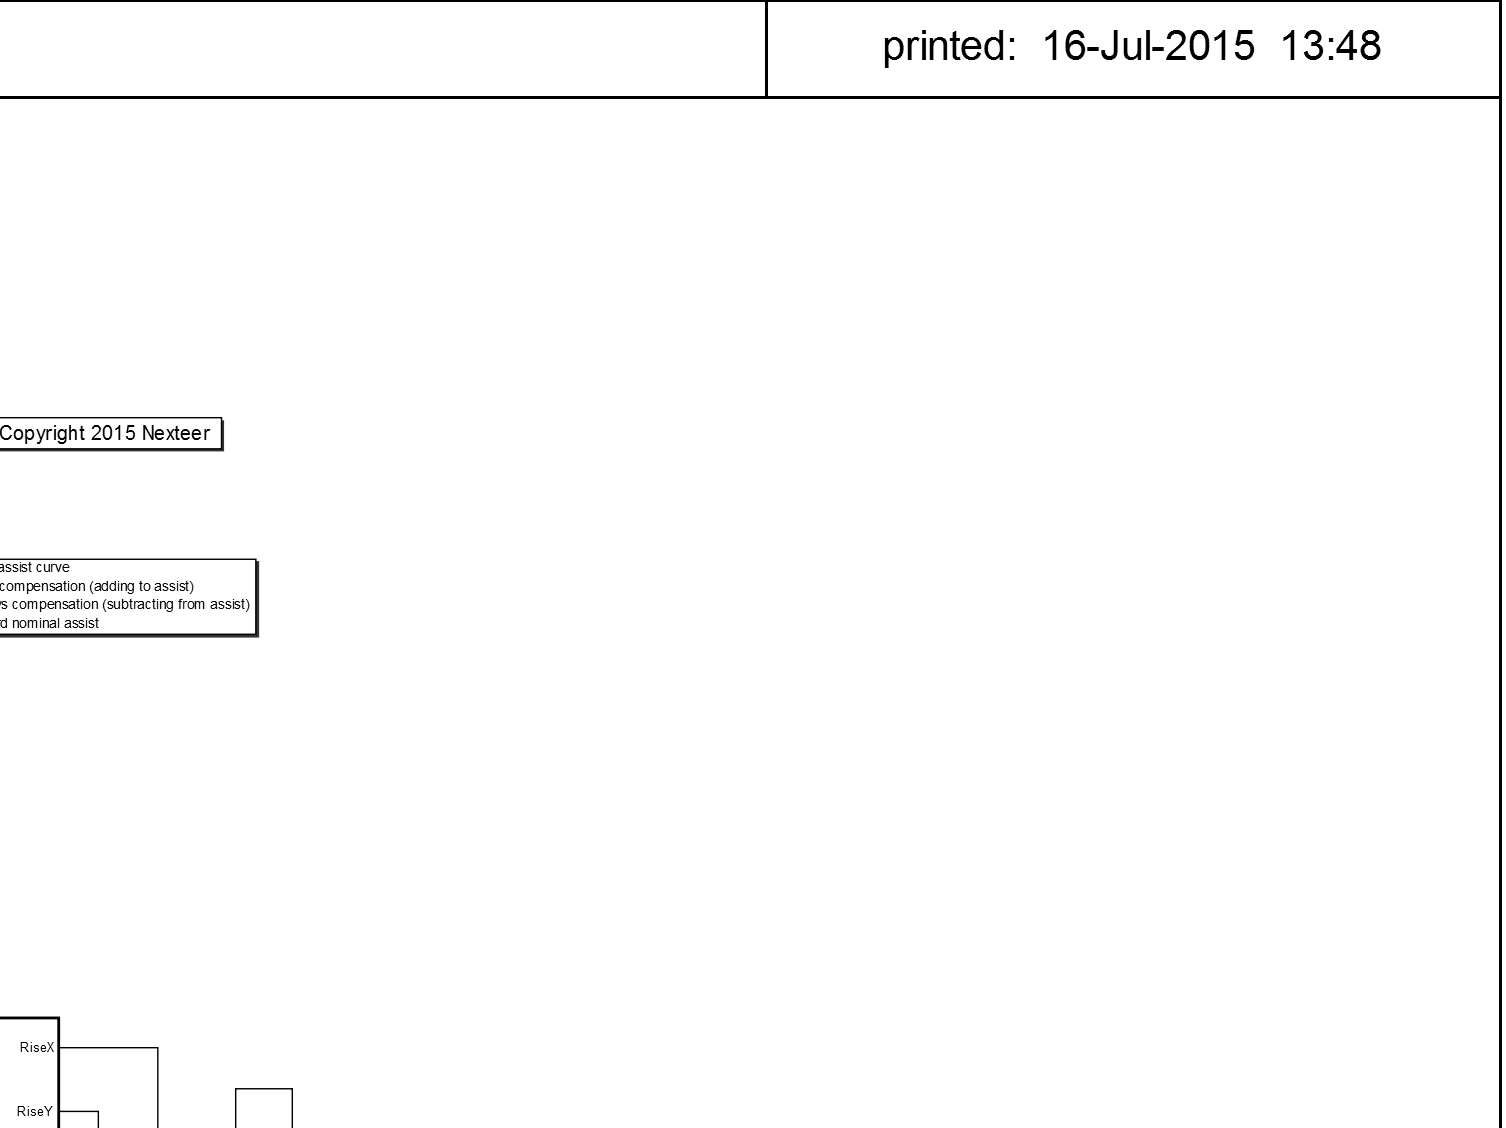 printed: 16-Jul-2015 13:48
Copyright 2015 Nexteer
assist curve
compensation (adding to assist)
compensation (subtracting from assist)
nominal assist
RiseX
RiseY